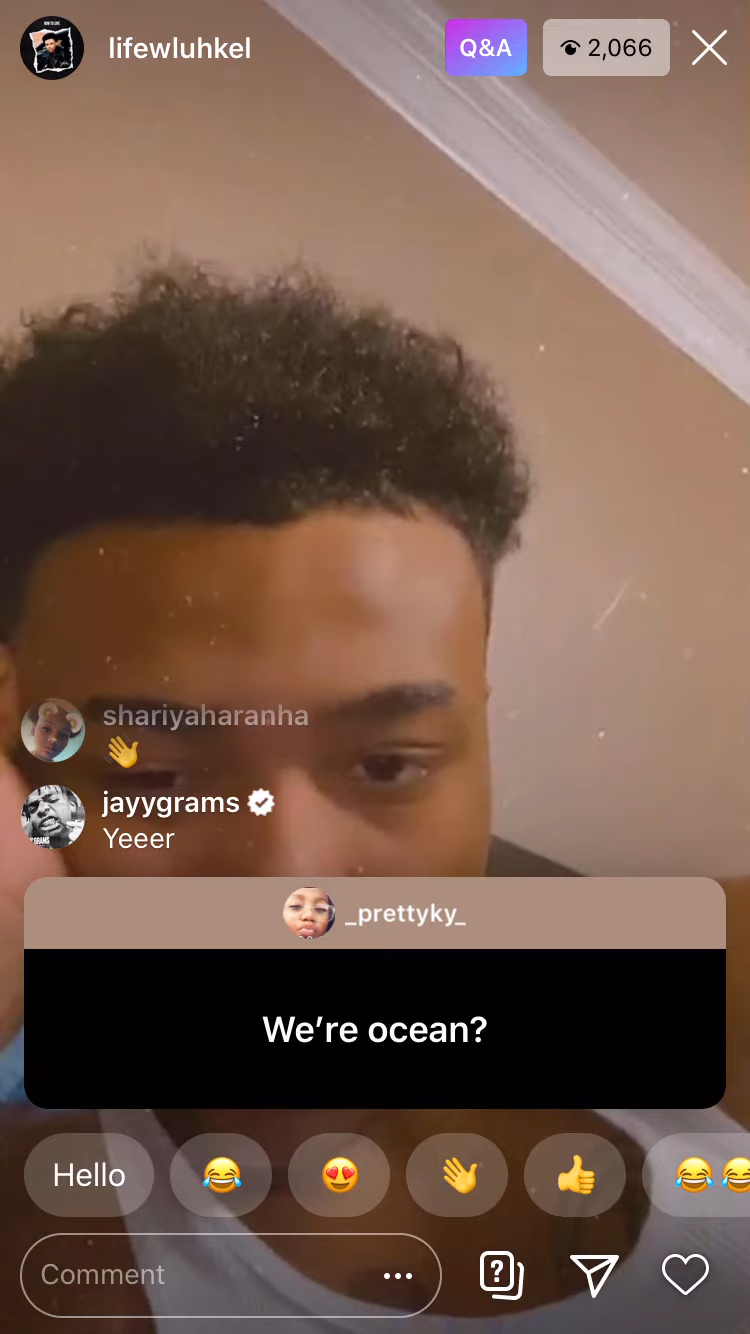 lifewluhkel
Q&A
2,066
shariyaharanha
👋
jayygrams
Yeeer
_prettyky_
We’re ocean?
Hello 😂 😍 👋 👍 😂😂
Comment